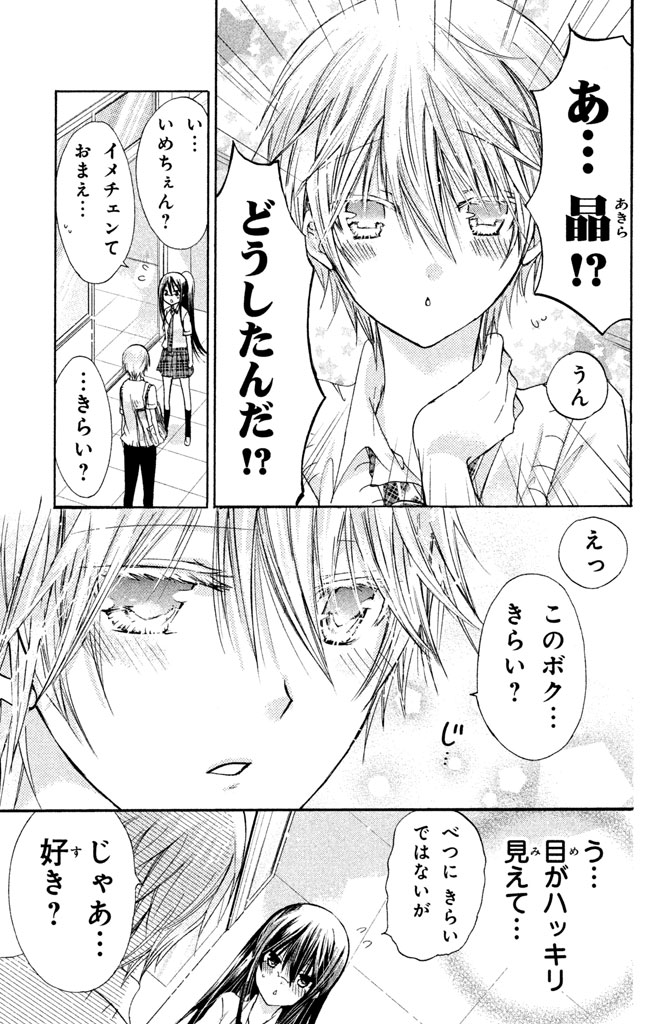 あ…
晶!?
あきら
どうしたんだ!?
うん
い…
いめちぇん?
イメチェンて
おまえ…
…きらい?
えっ
このボク…
きらい?
じ…
う…
目がハッキリ
め
見えて…
み
べつに きらい
ではないが
じゃあ…
好き?
す